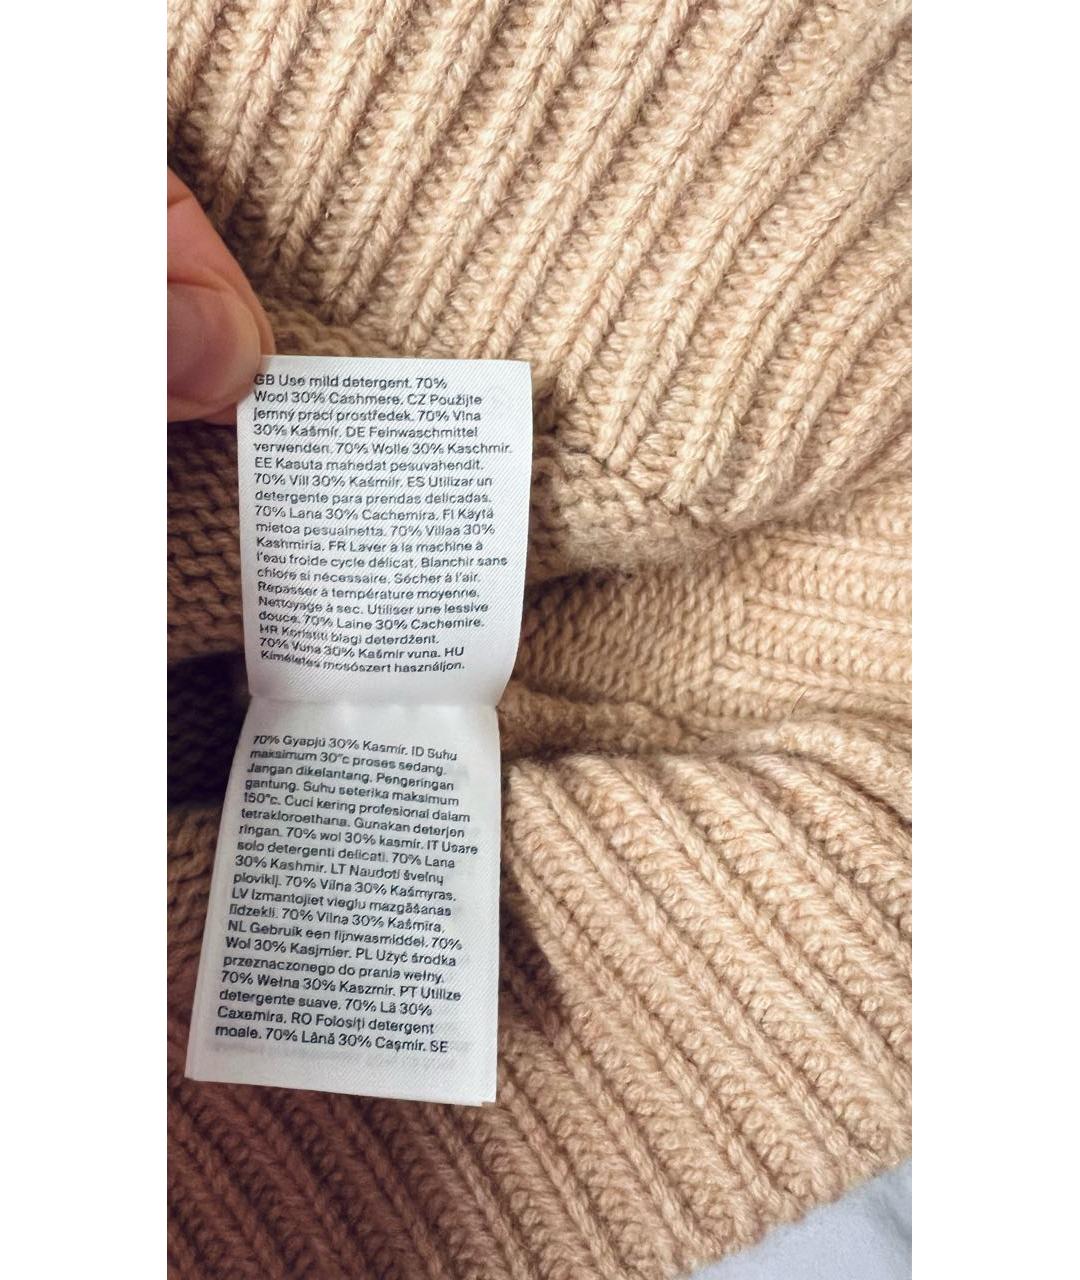 GB Use mild detergent. 70%
Wool 30% Cashmere. CZ Použijte
jemný prací prostředek. 70% Vlna
30% Kašmír. DE Feinwaschmittel
verwenden. 70% Wolle 30% Kaschmir.
EE Kasuta mahedat pesuvahendit.
70% Vill 30% Kašmiir. ES Utilizar un
detergente para prendas delicadas.
70% Lana 30% Cachemira. FI Käytä
mietoa pesuainetta. 70% Villaa 30%
Kashmiria. FR Laver à la machine à
l'eau froide cycle délicat. Blanchir sans
chlore si nécessaire. Sécher à l'air.
Repasser à température moyenne.
Nettoyage à sec. Utiliser une lessive
douce. 70% Laine 30% Cachemire.
HR Koristiti blagi deterdžent.
70% Vuna 30% Kašmir vuna. HU
Kíméletes mosószert használjon.
70% Gyapjú 30% Kasmír. ID Suhu
maksimum 30°c proses sedang.
Jangan dikelantang. Pengeringan
gantung. Suhu seterika maksimum
150°c. Cuci kering profesional dalam
tetrakloroethana. Gunakan deterjen
ringan. 70% wol 30% kasmir. IT Usare
solo detergenti delicati. 70% Lana
30% Kashmir. LT Naudoti švelnų
ploviklį. 70% Vilna 30% Kašmyras.
LV Izmantojiet vieglu mazgāšanas
līdzekli. 70% Vilna 30% Kašmira.
NL Gebruik een fijnwasmiddel. 70%
Wol 30% Kasjmier. PL Użyć środka
przeznaczonego do prania wełny.
70% Wełna 30% Kaszmir. PT Utilize
detergente suave. 70% Lã 30%
Caxemira. RO Folosiți detergent
moale. 70% Lână 30% Cașmir. SE